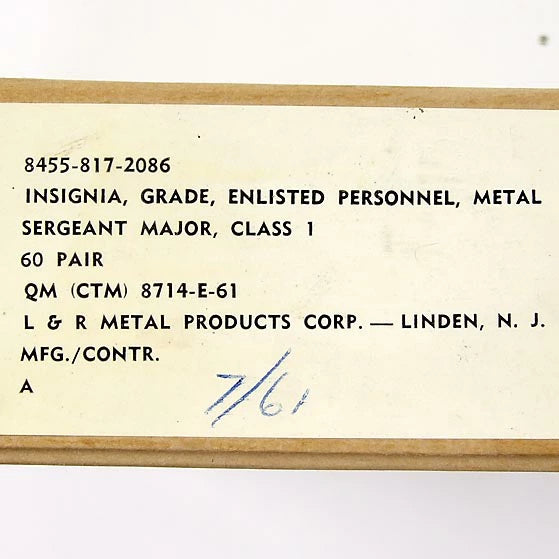 8455-817-2086
INSIGNIA, GRADE, ENLISTED PERSONNEL, METAL
SERGEANT MAJOR, CLASS 1
60 PAIR
QM (CTM) 8714-E-61
L & R METAL PRODUCTS CORP. — LINDEN, N. J.
MFG./CONTR.
A
7/61